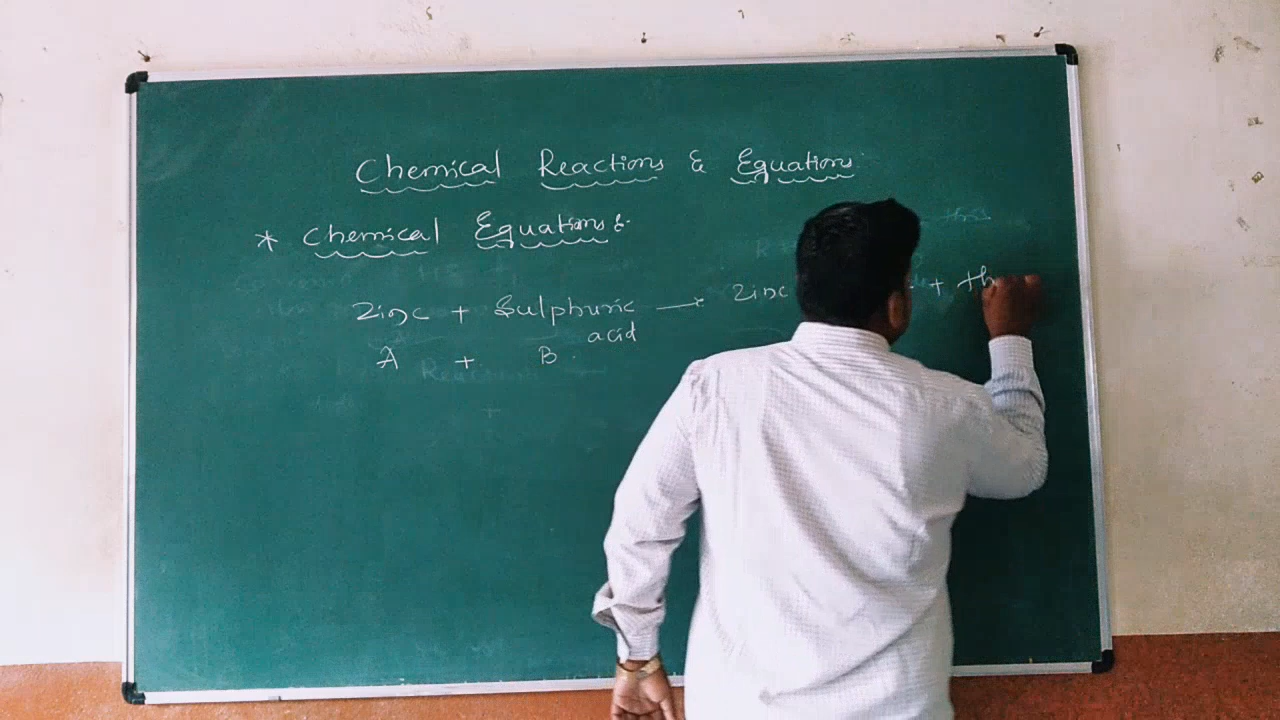 Chemical Reactions & Equations
* Chemical Equations:-
Zinc + Sulphuric acid → Zinc +
A + B